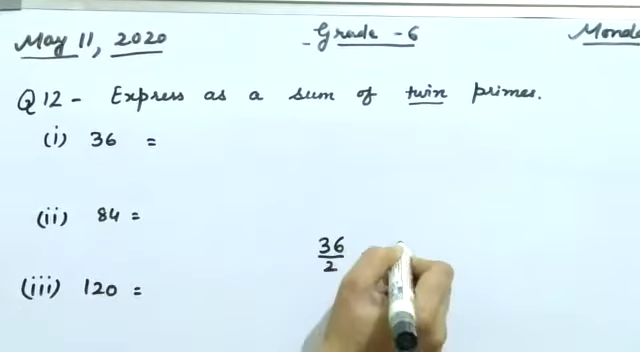 May 11, 2020 Grade - 6
Q12 - Express as a sum of twin primes.
(i) 36 =
(ii) 84 =
36
2
(iii) 120 =